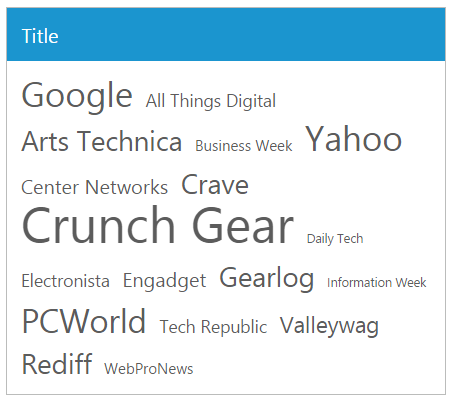 Title
Google All Things Digital
Arts Technica Business Week Yahoo
Center Networks Crave
Crunch Gear Daily Tech
Electronista Engadget Gearlog Information Week
PCWorld Tech Republic Valleywag
Rediff WebProNews